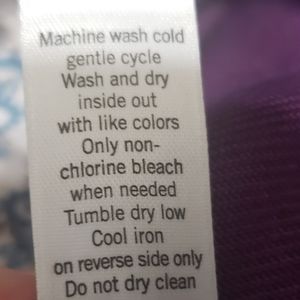 Machine wash cold
gentle cycle
Wash and dry
inside out
with like colors
Only non-
chlorine bleach
when needed
Tumble dry low
Cool iron
on reverse side only
Do not dry clean